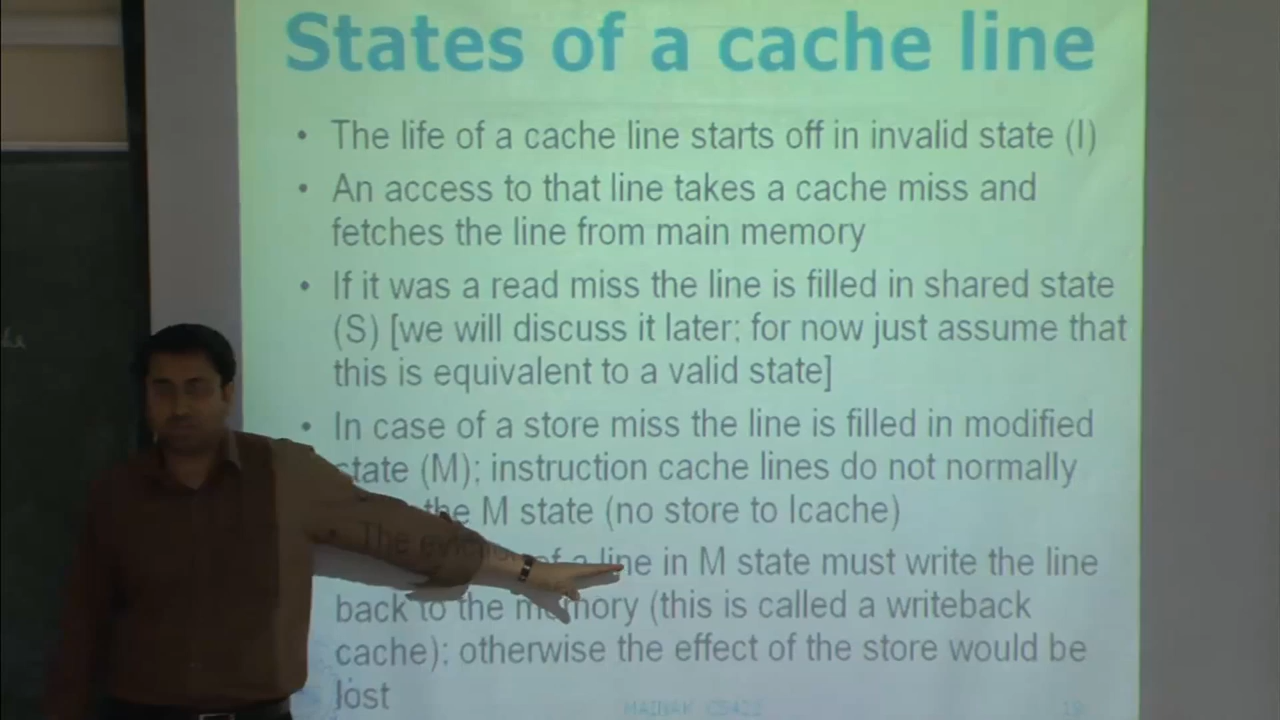 States of a cache line
• The life of a cache line starts off in invalid state (I)
• An access to that line takes a cache miss and
fetches the line from main memory
• If it was a read miss the line is filled in shared state
(S) [we will discuss it later; for now just assume that
this is equivalent to a valid state]
• In case of a store miss the line is filled in modified
state (M); instruction cache lines do not normally
the M state (no store to Icache)
The of a line in M state must write the line
back to the memory (this is called a writeback
cache); otherwise the effect of the store would be
lost
MAINAK CS422 19